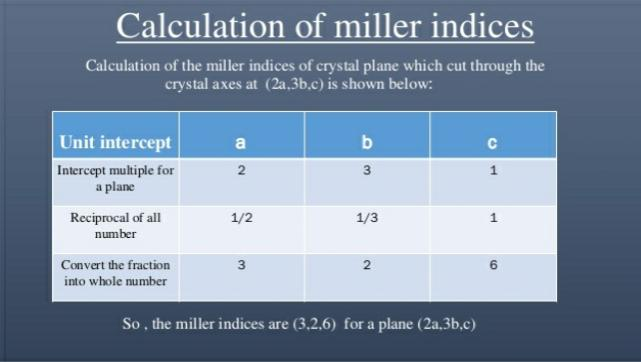 Calculation of miller indices
Calculation of the miller indices of crystal plane which cut through the
crystal axes at (2a,3b,c) is shown below:
Unit intercept a b c
Intercept multiple for
a plane
2 3 1
Reciprocal of all
number
1/2 1/3 1
Convert the fraction
into whole number
3 2 6
So , the miller indices are (3,2,6) for a plane (2a,3b,c)